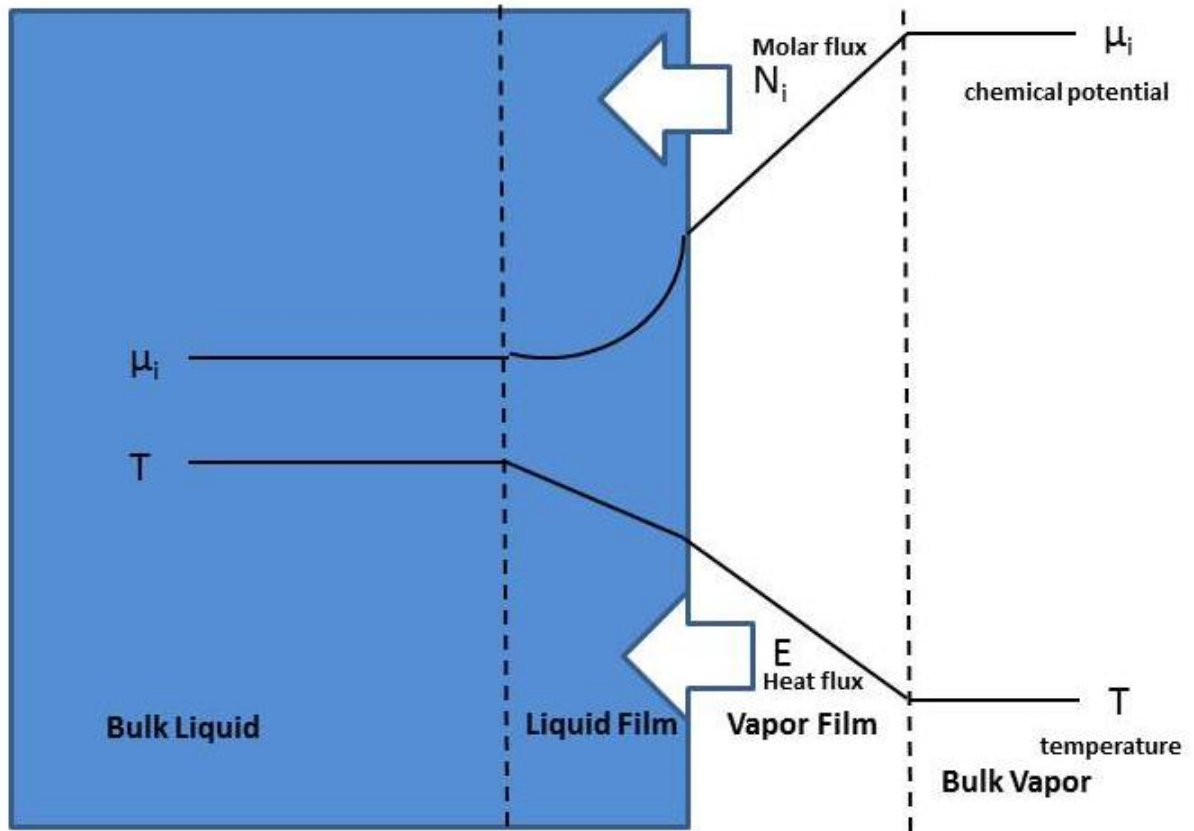 Molar flux
Nᵢ
μᵢ
chemical potential
μᵢ
T
E
Heat flux
T
temperature
Bulk Liquid
Liquid Film
Vapor Film
Bulk Vapor